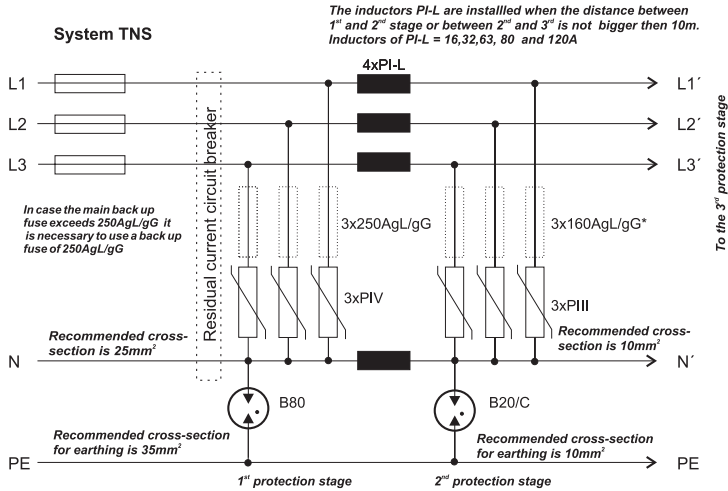 The inductors PI-L are installled when the distance between
1st and 2nd stage or between 2nd and 3rd is not bigger then 10m.
Inductors of PI-L = 16,32,63, 80 and 120A
System TNS
4xPI-L
L1
L1´
L2
L2´
L3
L3´
Residual current circuit breaker
To the 3rd protection stage
In case the main back up
fuse exceeds 250AgL/gG it
is necessary to use a back up
fuse of 250AgL/gG
3x250AgL/gG
3x160AgL/gG*
3xPIV
3xPIII
Recommended cross-
section is 25mm2
Recommended cross-
section is 10mm2
N
N´
B80
B20/C
Recommended cross-section
for earthing is 35mm2
Recommended cross-section
for earthing is 10mm2
PE
PE
1st protection stage
2nd protection stage